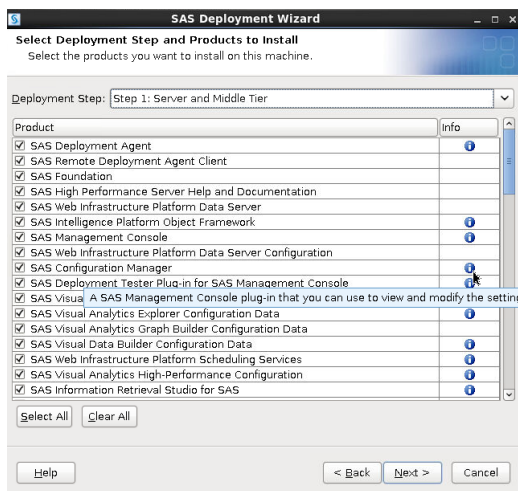 SAS Deployment Wizard
Select Deployment Step and Products to Install
Select the products you want to install on this machine.
Deployment Step: Step 1: Server and Middle Tier
Product Info
SAS Deployment Agent
SAS Remote Deployment Agent Client
SAS Foundation
SAS High Performance Server Help and Documentation
SAS Web Infrastructure Platform Data Server
SAS Intelligence Platform Object Framework
SAS Management Console
SAS Web Infrastructure Platform Data Server Configuration
SAS Configuration Manager
SAS Deployment Tester Plug-in for SAS Management Console
SAS Visua A SAS Management Console plug-in that you can use to view and modify the settin
SAS Visual Analytics Explorer Configuration Data
SAS Visual Analytics Graph Builder Configuration Data
SAS Visual Data Builder Configuration Data
SAS Web Infrastructure Platform Scheduling Services
SAS Visual Analytics High-Performance Configuration
SAS Information Retrieval Studio for SAS
Select All Clear All
Help < Back Next > Cancel